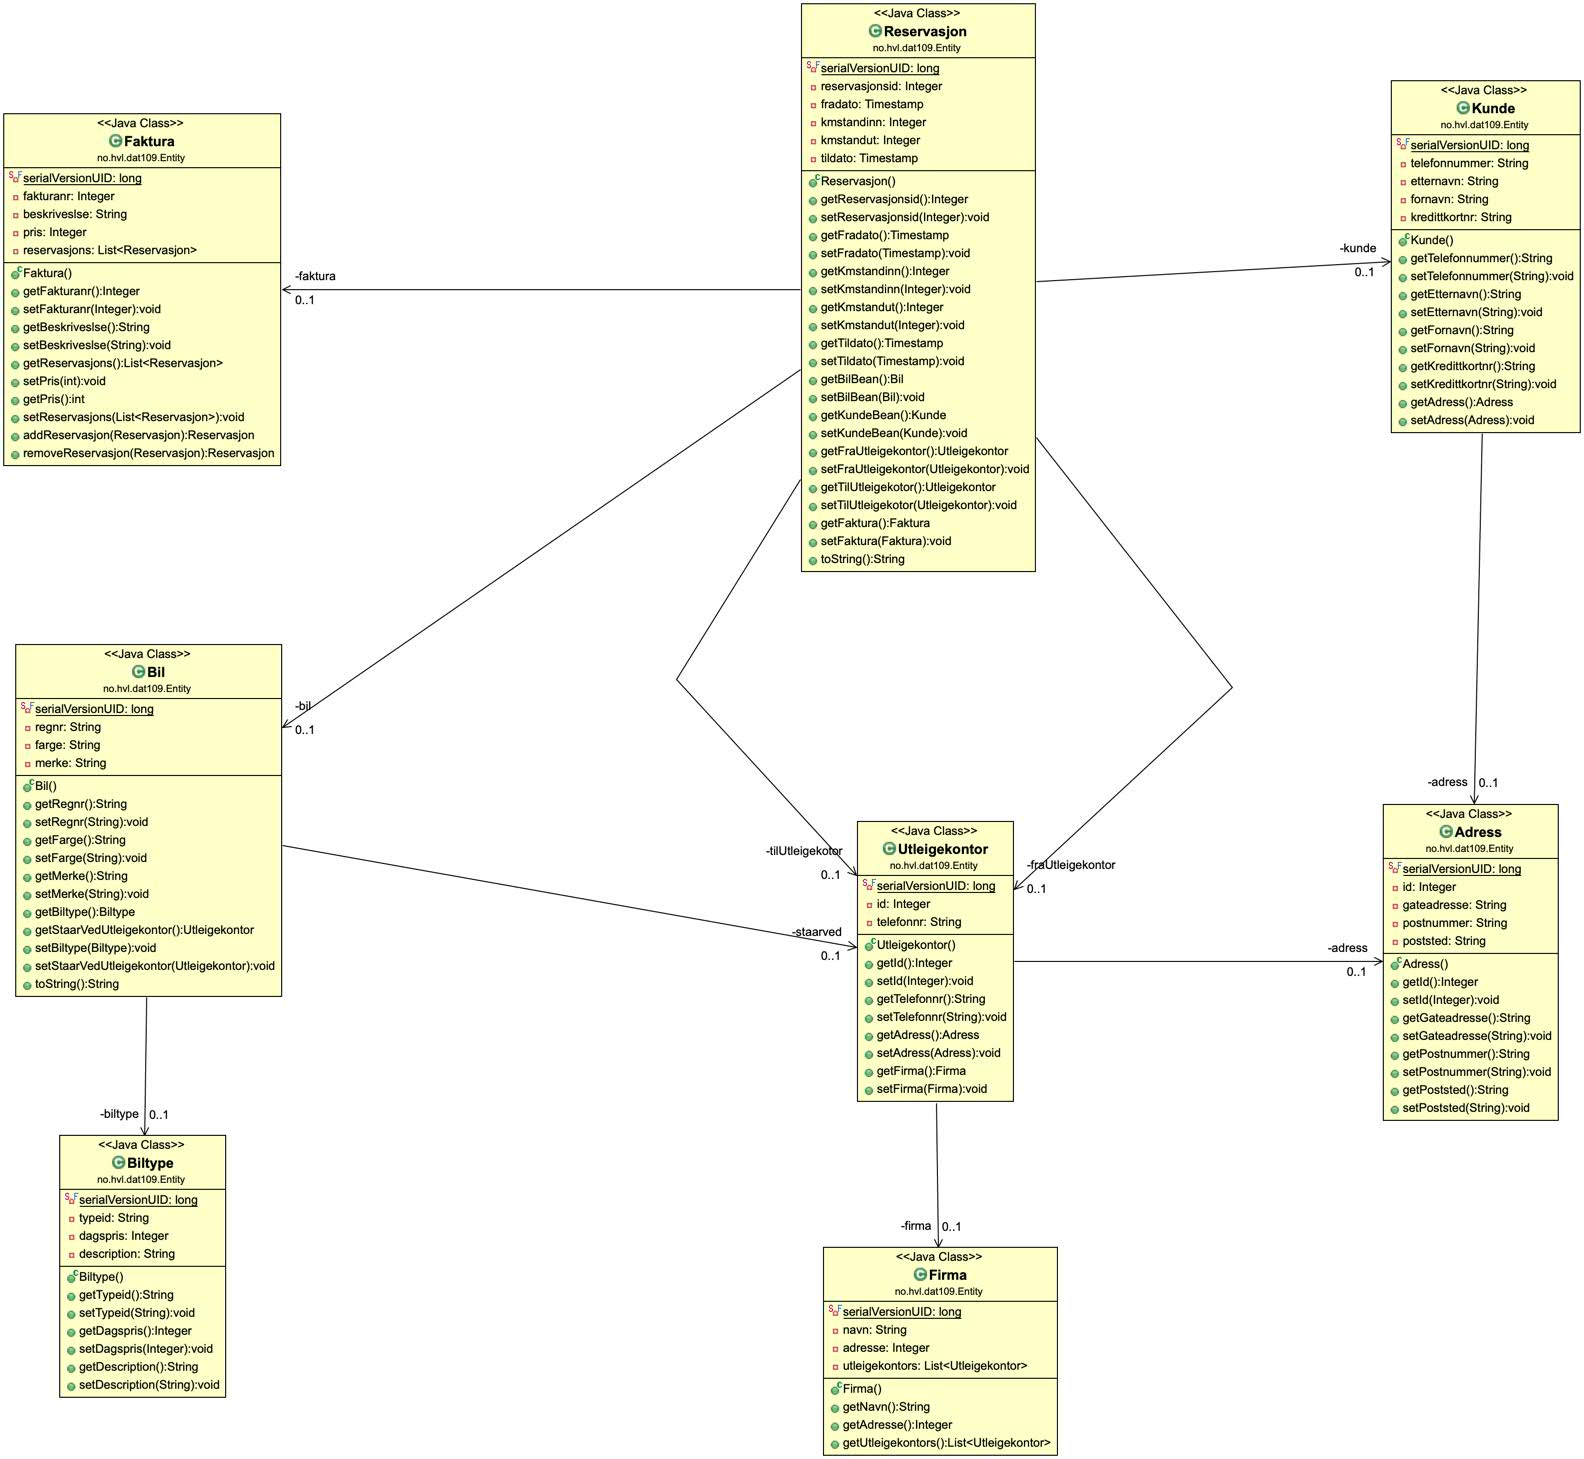 <<Java Class>>
Reservasjon
no.hvl.dat109.Entity
serialVersionUID: long
reservasjonsid: Integer
fradato: Timestamp
kmstandinn: Integer
kmstandut: Integer
tildato: Timestamp
Reservasjon()
getReservasjonsid():Integer
setReservasjonsid(Integer):void
getFradato():Timestamp
setFradato(Timestamp):void
getKmstandinn():Integer
setKmstandinn(Integer):void
getKmstandut():Integer
setKmstandut(Integer):void
getTildato():Timestamp
setTildato(Timestamp):void
getBilBean():Bil
setBilBean(Bil):void
getKundeBean():Kunde
setKundeBean(Kunde):void
getFraUtleigekontor():Utleigekontor
setFraUtleigekontor(Utleigekontor):void
getTilUtleigekotor():Utleigekontor
setTilUtleigekotor(Utleigekontor):void
getFaktura():Faktura
setFaktura(Faktura):void
toString():String
<<Java Class>>
Faktura
no.hvl.dat109.Entity
serialVersionUID: long
fakturanr: Integer
beskriveslse: String
pris: Integer
reservasjons: List<Reservasjon>
Faktura()
getFakturanr():Integer
setFakturanr(Integer):void
getBeskriveslse():String
setBeskriveslse(String):void
getReservasjons():List<Reservasjon>
setPris(int):void
getPris():int
setReservasjons(List<Reservasjon>):void
addReservasjon(Reservasjon):Reservasjon
removeReservasjon(Reservasjon):Reservasjon
-faktura
0..1
<<Java Class>>
Kunde
no.hvl.dat109.Entity
serialVersionUID: long
telefonnummer: String
etternavn: String
fornavn: String
kredittkortnr: String
Kunde()
getTelefonnummer():String
setTelefonnummer(String):void
getEtternavn():String
setEtternavn(String):void
getFornavn():String
setFornavn(String):void
getKredittkortnr():String
setKredittkortnr(String):void
getAdress():Adress
setAdress(Adress):void
-kunde
0..1
<<Java Class>>
Bil
no.hvl.dat109.Entity
serialVersionUID: long
regnr: String
farge: String
merke: String
Bil()
getRegnr():String
setRegnr(String):void
getFarge():String
setFarge(String):void
getMerke():String
setMerke(String):void
getBiltype():Biltype
getStaarVedUtleigekontor():Utleigekontor
setBiltype(Biltype):void
setStaarVedUtleigekontor(Utleigekontor):void
toString():String
-bil
0..1
-tilUtleigekotor
0..1
-fraUtleigekontor
0..1
-staarved
0..1
<<Java Class>>
Utleigekontor
no.hvl.dat109.Entity
serialVersionUID: long
id: Integer
telefonnr: String
Utleigekontor()
getId():Integer
setId(Integer):void
getTelefonnr():String
setTelefonnr(String):void
getAdress():Adress
setAdress(Adress):void
getFirma():Firma
setFirma(Firma):void
-adress 0..1
-adress
0..1
<<Java Class>>
Adress
no.hvl.dat109.Entity
serialVersionUID: long
id: Integer
gateadresse: String
postnummer: String
poststed: String
Adress()
getId():Integer
setId(Integer):void
getGateadresse():String
setGateadresse(String):void
getPostnummer():String
setPostnummer(String):void
getPoststed():String
setPoststed(String):void
-biltype 0..1
<<Java Class>>
Biltype
no.hvl.dat109.Entity
serialVersionUID: long
typeid: String
dagspris: Integer
description: String
Biltype()
getTypeid():String
setTypeid(String):void
getDagspris():Integer
setDagspris(Integer):void
getDescription():String
setDescription(String):void
-firma 0..1
<<Java Class>>
Firma
no.hvl.dat109.Entity
serialVersionUID: long
navn: String
adresse: Integer
utleigekontors: List<Utleigekontor>
Firma()
getNavn():String
getAdresse():Integer
getUtleigekontors():List<Utleigekontor>